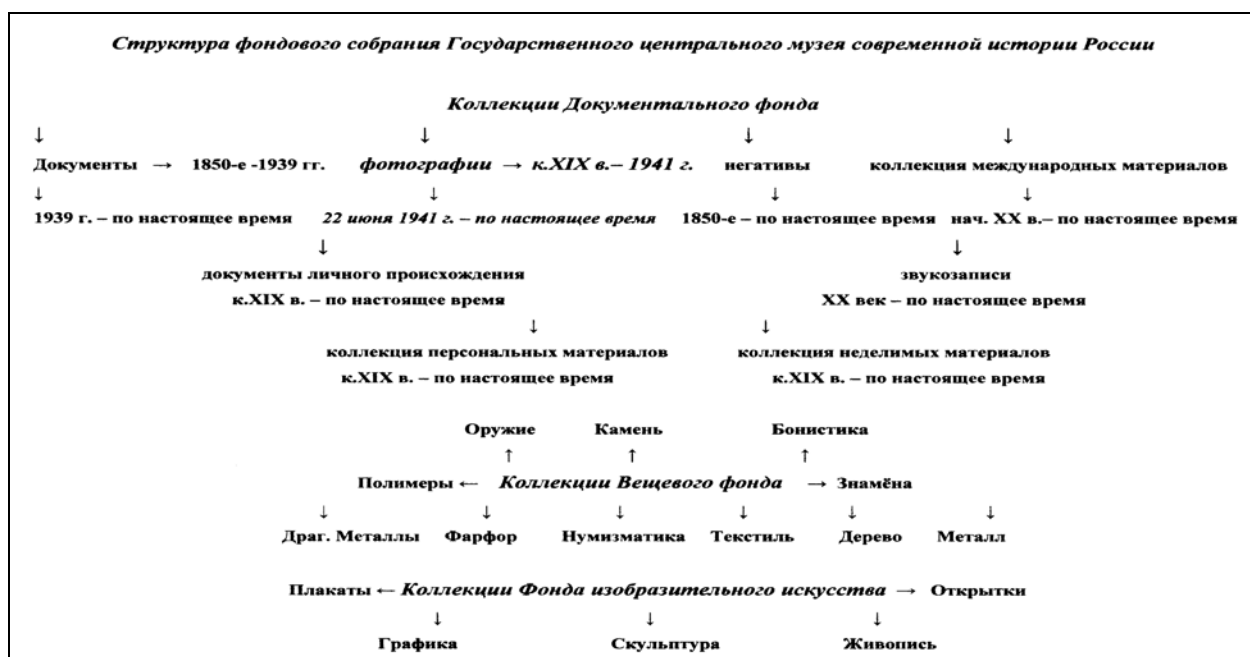 Структура фондового собрания Государственного центрального музея современной истории России
Коллекции Документального фонда
↓ ↓ ↓ ↓
Документы → 1850-е -1939 гг. фотографии → к.XIX в.– 1941 г. негативы коллекция международных материалов
↓ ↓ ↓ ↓
1939 г. – по настоящее время 22 июня 1941 г. – по настоящее время 1850-е – по настоящее время нач. XX в.– по настоящее время
↓ ↓
документы личного происхождения звукозаписи
к.XIX в. – по настоящее время XX век – по настоящее время
↓ ↓
коллекция персональных материалов коллекция неделимых материалов
к.XIX в. – по настоящее время к.XIX в. – по настоящее время
Оружие Камень Бонистика
↑ ↑ ↑
Полимеры ← Коллекции Вещевого фонда → Знамёна
↓ ↓ ↓ ↓ ↓ ↓
Драг. Металлы Фарфор Нумизматика Текстиль Дерево Металл
Плакаты ← Коллекции Фонда изобразительного искусства → Открытки
↓ ↓ ↓
Графика Скульптура Живопись